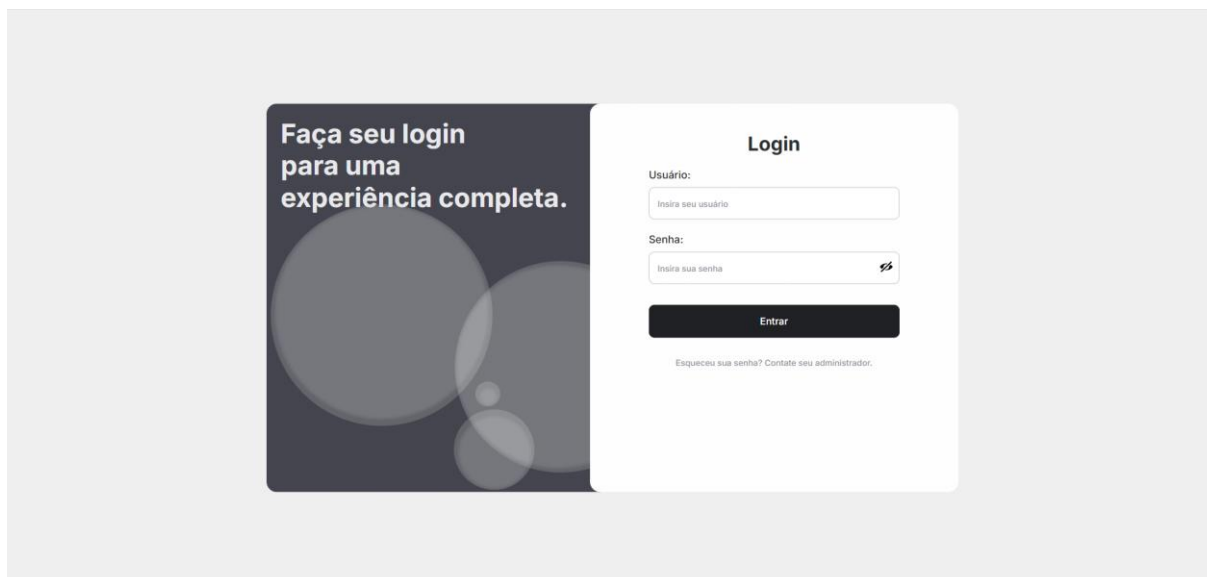 Faça seu login
para uma
experiência completa.
Login
Usuário:
Insira seu usuário
Senha:
Insira sua senha
Entrar
Esqueceu sua senha? Contate seu administrador.